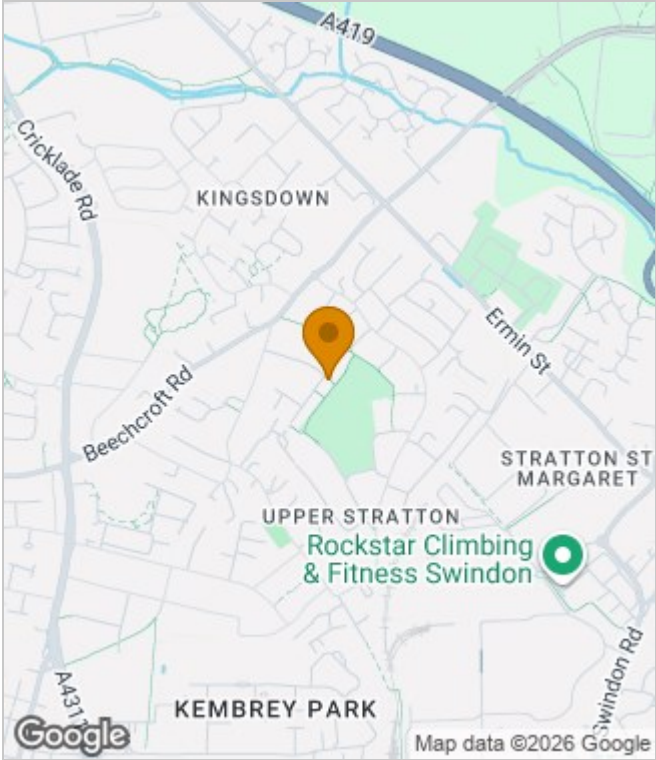 A419
Cricklade Rd
KINGSDOWN
Ermin St
Beechcroft Rd
STRATTON ST
MARGARET
UPPER STRATTON
Rockstar Climbing
& Fitness Swindon
A431
Swindon Rd
KEMBREY PARK
Google
Map data ©2026 Google